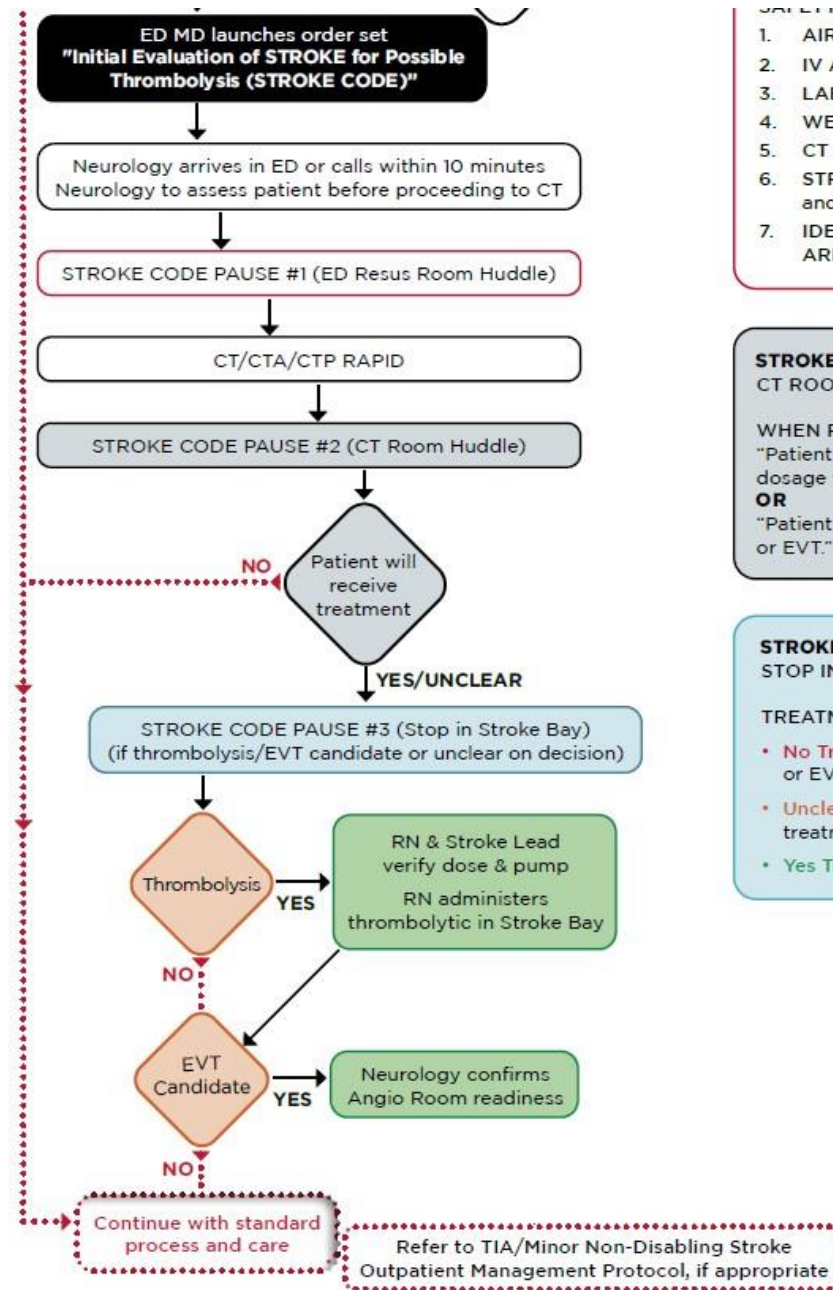 ED MD launches order set
"Initial Evaluation of STROKE for Possible
Thrombolysis (STROKE CODE)"
Neurology arrives in ED or calls within 10 minutes
Neurology to assess patient before proceeding to CT
STROKE CODE PAUSE #1 (ED Resus Room Huddle)
CT/CTA/CTP RAPID
STROKE CODE PAUSE #2 (CT Room Huddle)
NO
Patient will
receive
treatment
YES/UNCLEAR
STROKE CODE PAUSE #3 (Stop in Stroke Bay)
(if thrombolysis/EVT candidate or unclear on decision)
Thrombolysis
YES
RN & Stroke Lead
verify dose & pump
RN administers
thrombolytic in Stroke Bay
NO
EVT
Candidate
YES
Neurology confirms
Angio Room readiness
NO
Continue with standard
process and care
Refer to TIA/Minor Non-Disabling Stroke
Outpatient Management Protocol, if appropriate
1. AIR
2. IV
3.
4. WE
5. CT
6. STR
and
7. IDE
STROKE
CT ROO
WHEN
"Patient
dosage
OR
"Patient
or EVT."
STROK
STOP IN
TREATN
• No Tr
or EV
• Uncle
treatn
• Yes T